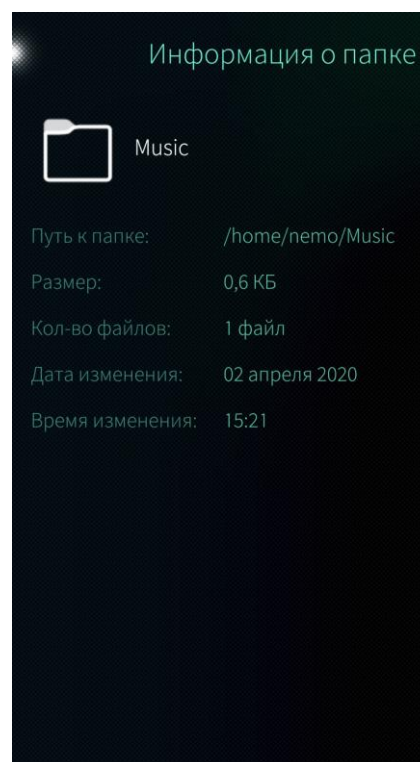 Информация о папке
Music
Путь к папке: /home/nemo/Music
Размер: 0,6 КБ
Кол-во файлов: 1 файл
Дата изменения: 02 апреля 2020
Время изменения: 15:21